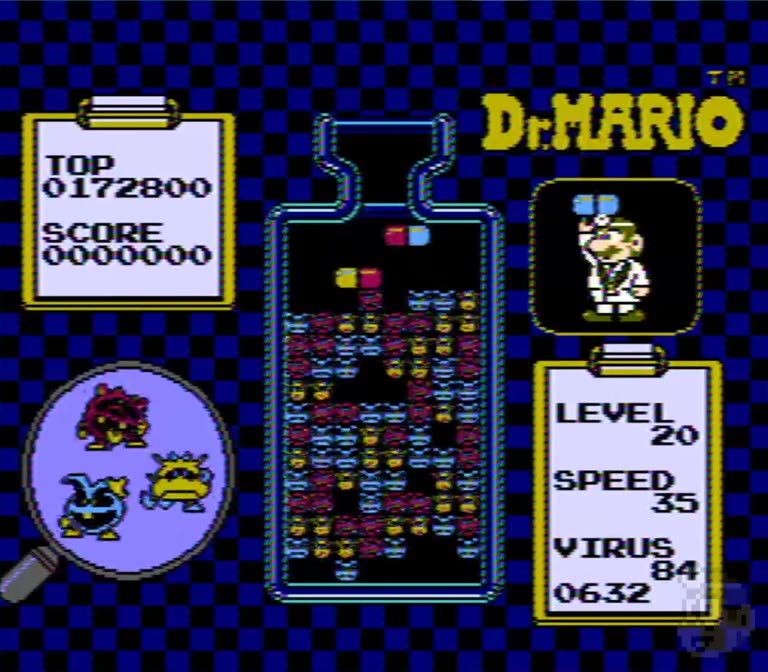 TM
Dr. MARIO
TOP
0172800
SCORE
0000000
LEVEL
20
SPEED
35
VIRUS
84
0632